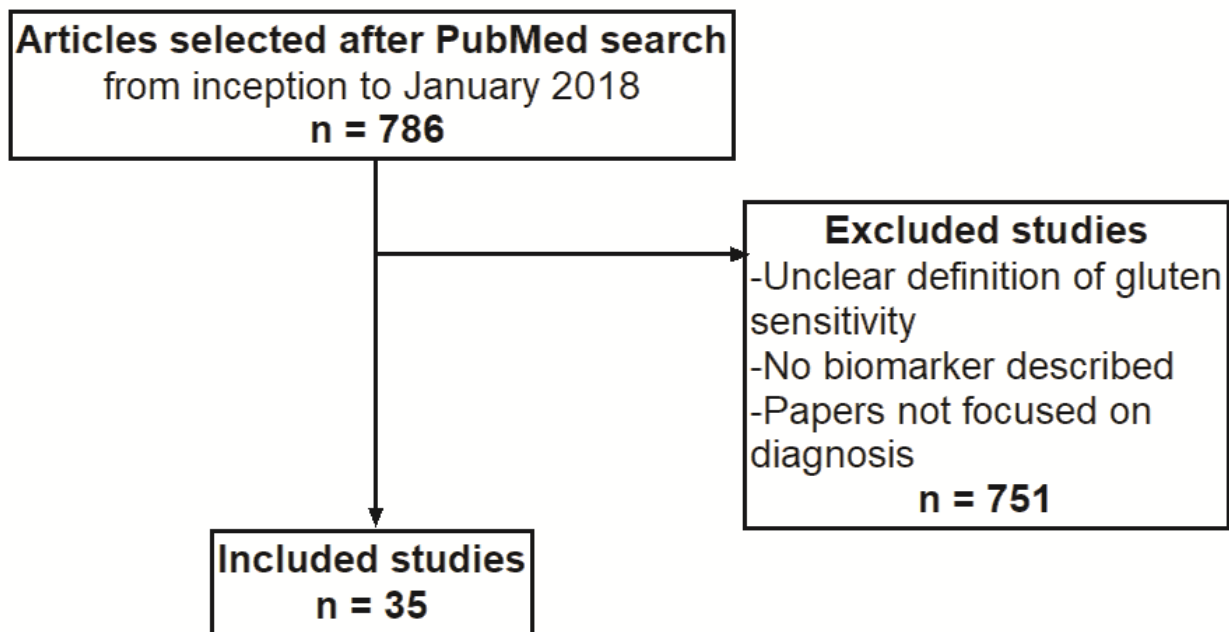 Articles selected after PubMed search
from inception to January 2018
n = 786
Excluded studies
-Unclear definition of gluten
sensitivity
-No biomarker described
-Papers not focused on
diagnosis
n = 751
Included studies
n = 35